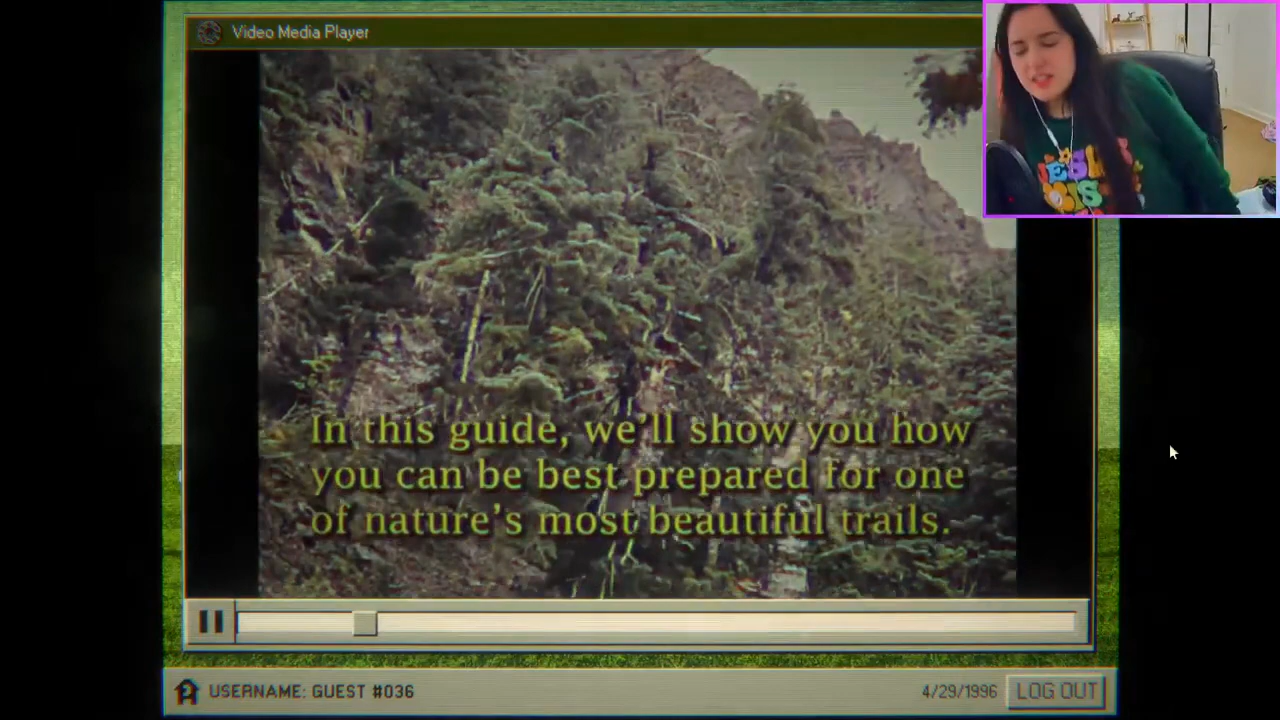 Video Media Player
In this guide, we'll show you how
you can be best prepared for one
of nature's most beautiful trails.
USERNAME: GUEST #036
4/29/1996
LOG OUT